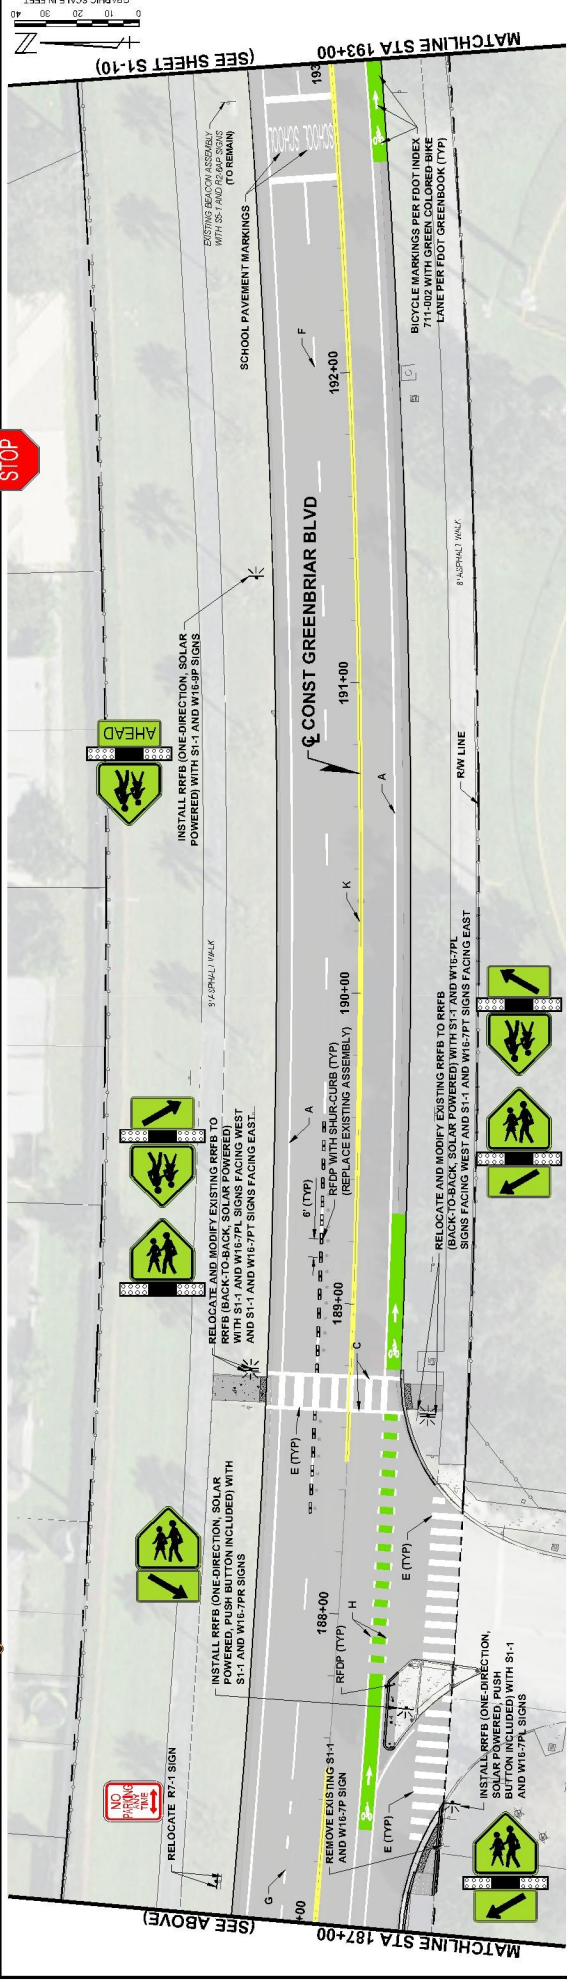 GRAPHIC SCALE IN FEET
0 10 20 40
MATCHLINE STA 193+00
(SEE SHEET S1-10)
EXISTING BEACON ASSEMBLY
(TO REMAIN)
SCHOOL PAVEMENT MARKINGS
SCHOOL
SCHOOL
193
BICYCLE MARKINGS PER FDOT INDEX
711-002 WITH GREEN COLORED BIKE
LANE PER FDOT GREENBOOK (TYP)
F
192+00
STOP
CONST GREENBRIAR BLVD
8' ASPHALT WALK
INSTALL RRFB (ONE-DIRECTION, SOLAR
POWERED) WITH S1-1 AND W16-9P SIGNS
AHEAD
191+00
A
R/W LINE
K
8' ASPHALT WALK
190+00
RFDP WITH SHUR-CURB (TYP)
(REPLACE EXISTING ASSEMBLY)
6' (TYP)
A
RELOCATE AND MODIFY EXISTING RRFB TO
RRFB (BACK-TO-BACK, SOLAR POWERED)
WITH S1-1 AND W16-7PL SIGNS FACING WEST
AND S1-1 AND W16-7PT SIGNS FACING EAST
RELOCATE AND MODIFY EXISTING RRFB TO RRFB
(BACK-TO-BACK, SOLAR POWERED) WITH S1-1 AND W16-7PL
SIGNS FACING WEST AND S1-1 AND W16-7PT SIGNS FACING EAST
189+00
C
E (TYP)
E (TYP)
INSTALL RRFB (ONE-DIRECTION, SOLAR
POWERED, PUSH BUTTON INCLUDED) WITH
S1-1 AND W16-7PR SIGNS
188+00
H
RFDP (TYP)
INSTALL RRFB (ONE-DIRECTION,
SOLAR POWERED, PUSH
BUTTON INCLUDED) WITH S1-1
AND W16-7PL SIGNS
NO
PARKING
ANY
TIME
RELOCATE R7-1 SIGN
REMOVE EXISTING S1-1
AND W16-7P SIGN
E (TYP)
G
+00
(SEE ABOVE)
MATCHLINE STA 187+00